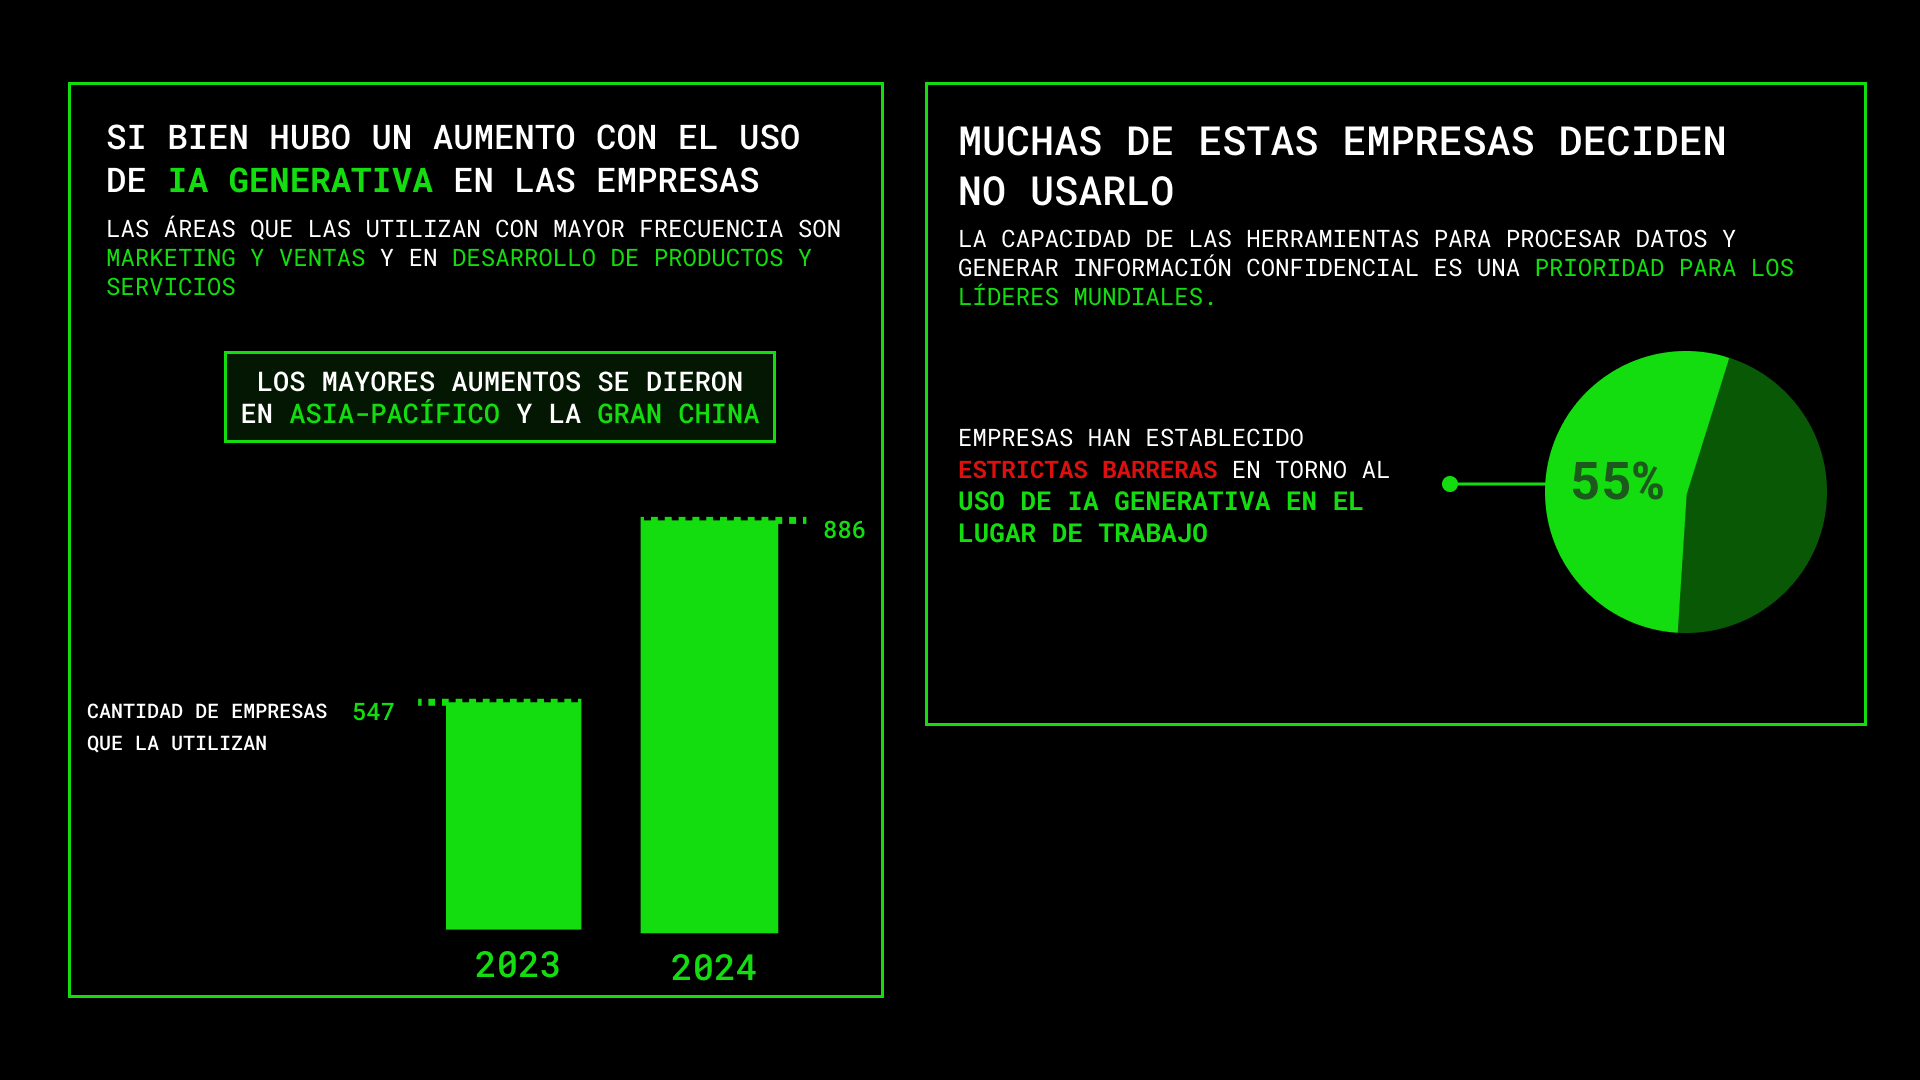 SI BIEN HUBO UN AUMENTO CON EL USO
DE IA GENERATIVA EN LAS EMPRESAS
LAS ÁREAS QUE LAS UTILIZAN CON MAYOR FRECUENCIA SON
MARKETING Y VENTAS Y EN DESARROLLO DE PRODUCTOS Y
SERVICIOS
LOS MAYORES AUMENTOS SE DIERON
EN ASIA-PACÍFICO Y LA GRAN CHINA
886
CANTIDAD DE EMPRESAS
QUE LA UTILIZAN
547
2023
2024
MUCHAS DE ESTAS EMPRESAS DECIDEN
NO USARLO
LA CAPACIDAD DE LAS HERRAMIENTAS PARA PROCESAR DATOS Y
GENERAR INFORMACIÓN CONFIDENCIAL ES UNA PRIORIDAD PARA LOS
LÍDERES MUNDIALES.
EMPRESAS HAN ESTABLECIDO
ESTRICTAS BARRERAS EN TORNO AL
USO DE IA GENERATIVA EN EL
LUGAR DE TRABAJO
55%